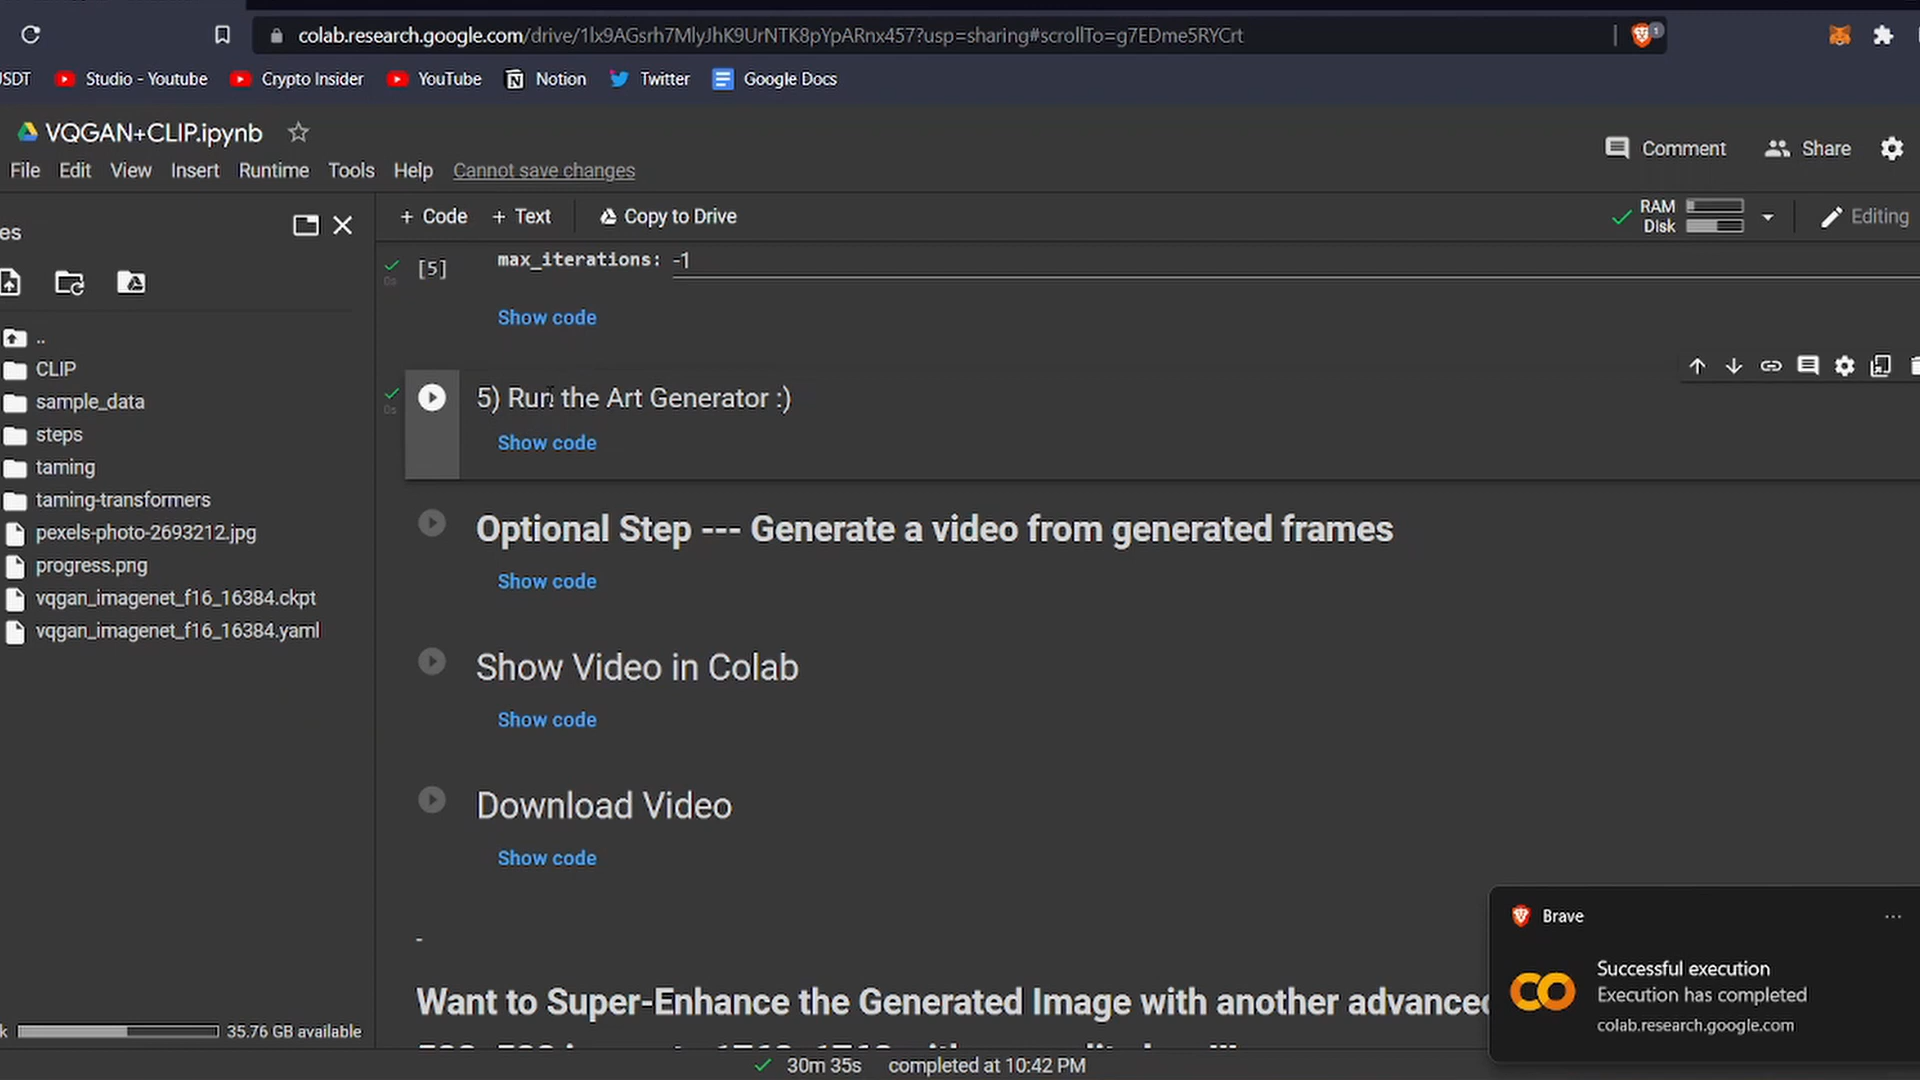 colab.research.google.com/drive/1lx9AGsrh7MlyJhK9UrNTK8pYpARnx457?usp=sharing#scrollTo=g7EDme5RYCrt
1
Studio - Youtube
Crypto Insider
YouTube
Notion
Twitter
Google Docs
VQGAN+CLIP.ipynb
Comment
Share
File
Edit
View
Insert
Runtime
Tools
Help
Cannot save changes
es
+ Code
+ Text
Copy to Drive
RAM
Disk
Editing
[5]
0s
max_iterations: -1
Show code
..
CLIP
sample_data
steps
taming
taming-transformers
pexels-photo-2693212.jpg
progress.png
vqgan_imagenet_f16_16384.ckpt
vqgan_imagenet_f16_16384.yaml
0s
5) Run the Art Generator :)
Show code
Optional Step --- Generate a video from generated frames
Show code
Show Video in Colab
Show code
Download Video
Show code
-
Want to Super-Enhance the Generated Image with another advanced
35.76 GB available
Brave
Successful execution
Execution has completed
colab.research.google.com
30m 35s
completed at 10:42 PM